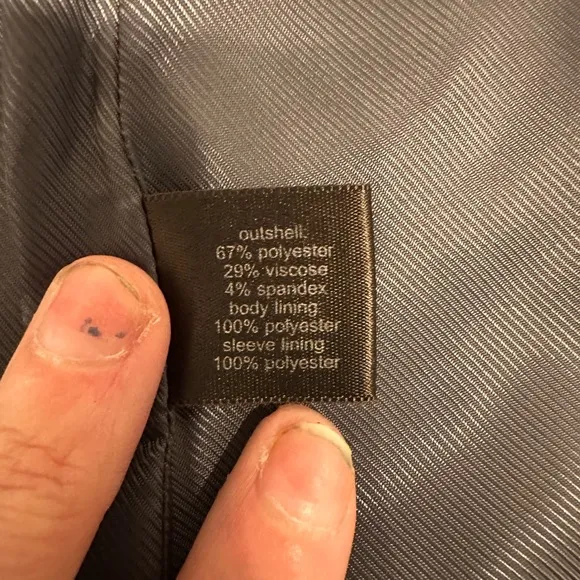 outshell:
67% polyester
29% viscose
4% spandex
body lining:
100% polyester
sleeve lining:
100% polyester